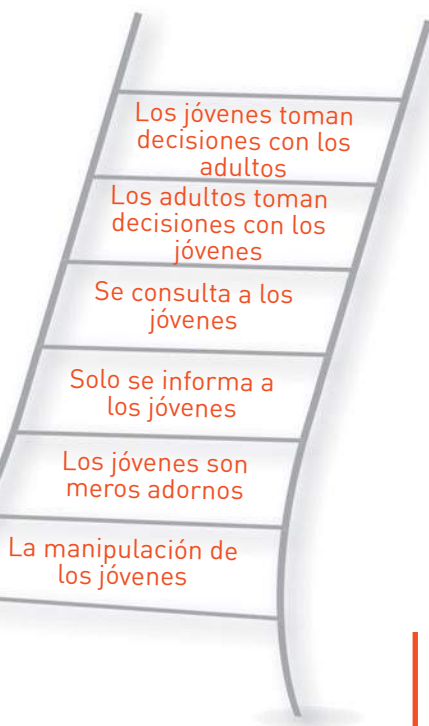 Los jóvenes toman
decisiones con los
adultos
Los adultos toman
decisiones con los
jóvenes
Se consulta a los
jóvenes
Solo se informa a
los jóvenes
Los jóvenes son
meros adornos
La manipulación de
los jóvenes